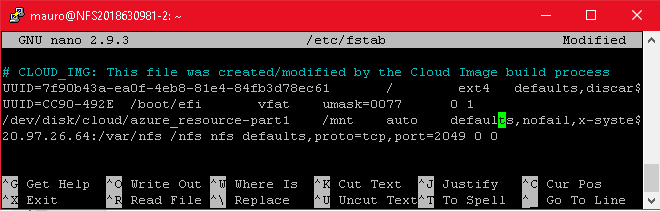 mauro@NFS2018630981-2: ~
GNU nano 2.9.3 /etc/fstab Modified
# CLOUD_IMG: This file was created/modified by the Cloud Image build process
UUID=7f90b43a-ea0f-4eb8-81e4-84fb3d78ec61 / ext4 defaults,discar$
UUID=CC90-492E /boot/efi vfat umask=0077 0 1
/dev/disk/cloud/azure_resource-part1 /mnt auto defaults,nofail,x-syste$
20.97.26.64:/var/nfs /nfs nfs defaults,proto=tcp,port=2049 0 0
^G Get Help ^O Write Out ^W Where Is ^K Cut Text ^J Justify ^C Cur Pos
^X Exit ^R Read File ^\ Replace ^U Uncut Text ^T To Spell ^_ Go To Line